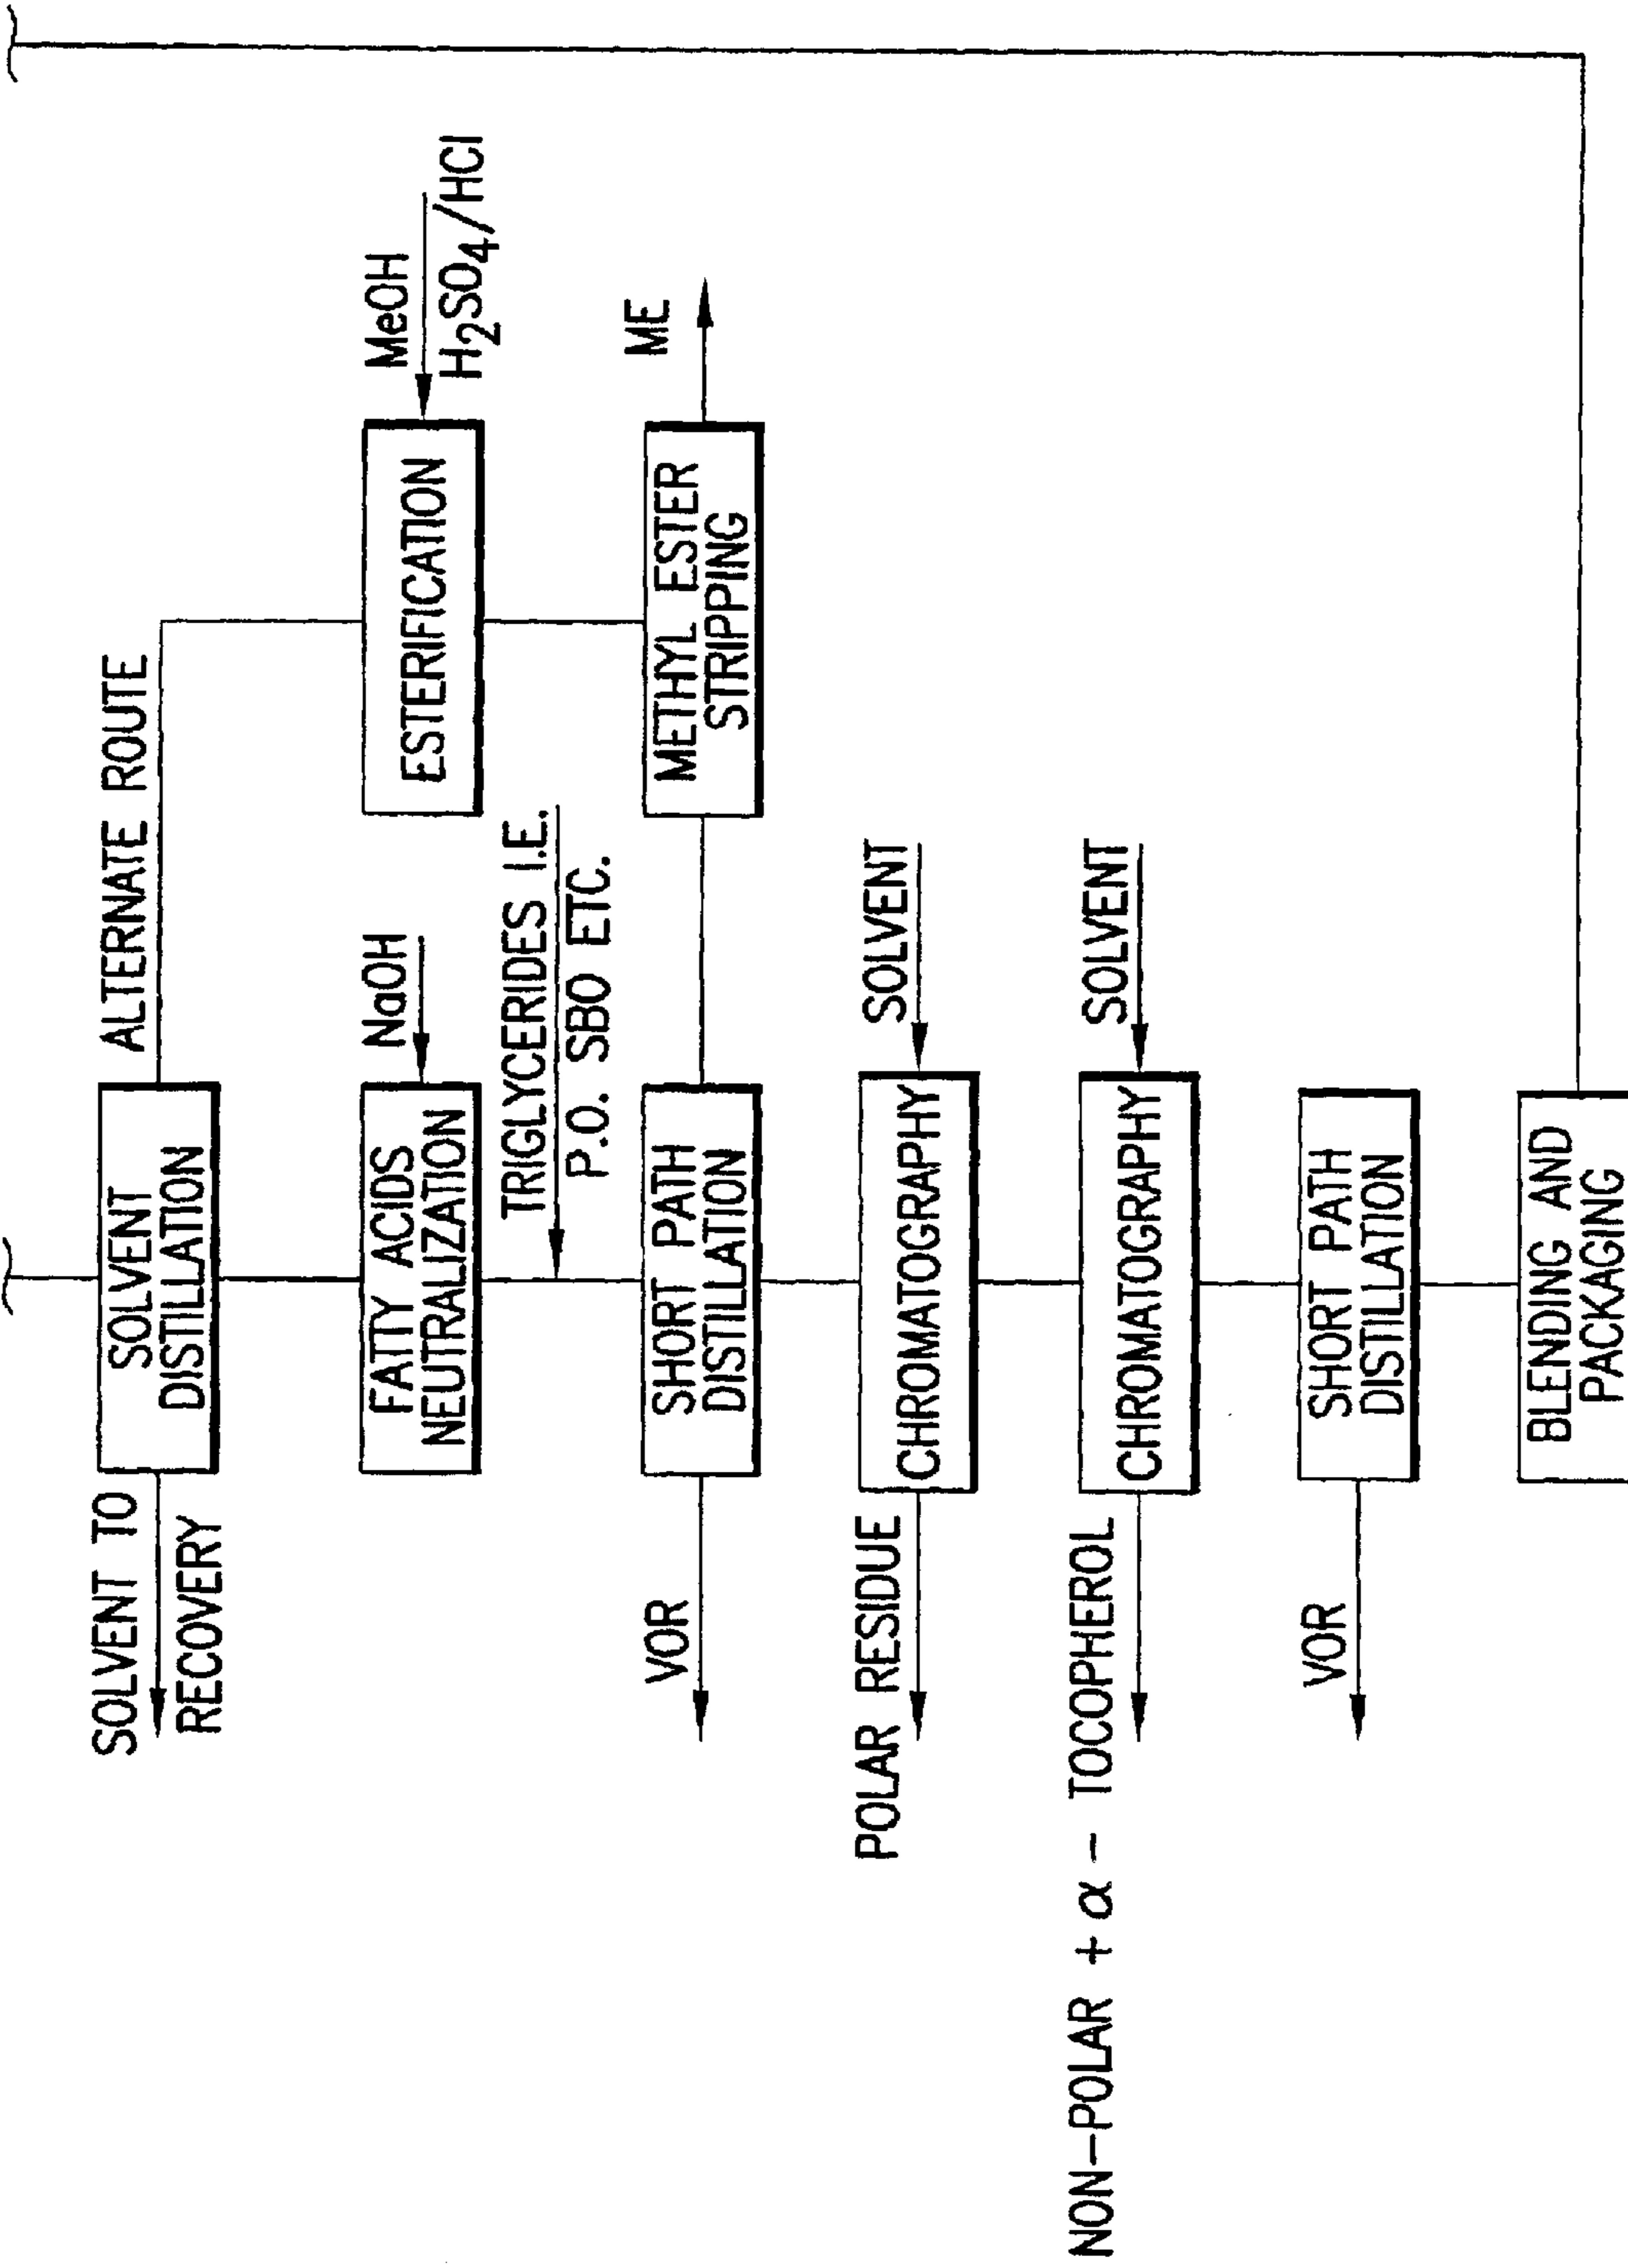 ALTERNATE ROUTE
SOLVENT TO
RECOVERY
SOLVENT
DISTILLATION
MeOH
H₂SO₄/HCl
NaOH
FATTY ACIDS
NEUTRALIZATION
ESTERIFICATION
TRIGLYCERIDES I.E.
P.O. SBO ETC.
ME
VOR
SHORT PATH
DISTILLATION
METHYL ESTER
STRIPPING
POLAR RESIDUE
CHROMATOGRAPHY
SOLVENT
NON-POLAR + α - TOCOPHEROL
CHROMATOGRAPHY
SOLVENT
VOR
SHORT PATH
DISTILLATION
BLENDING AND
PACKAGING